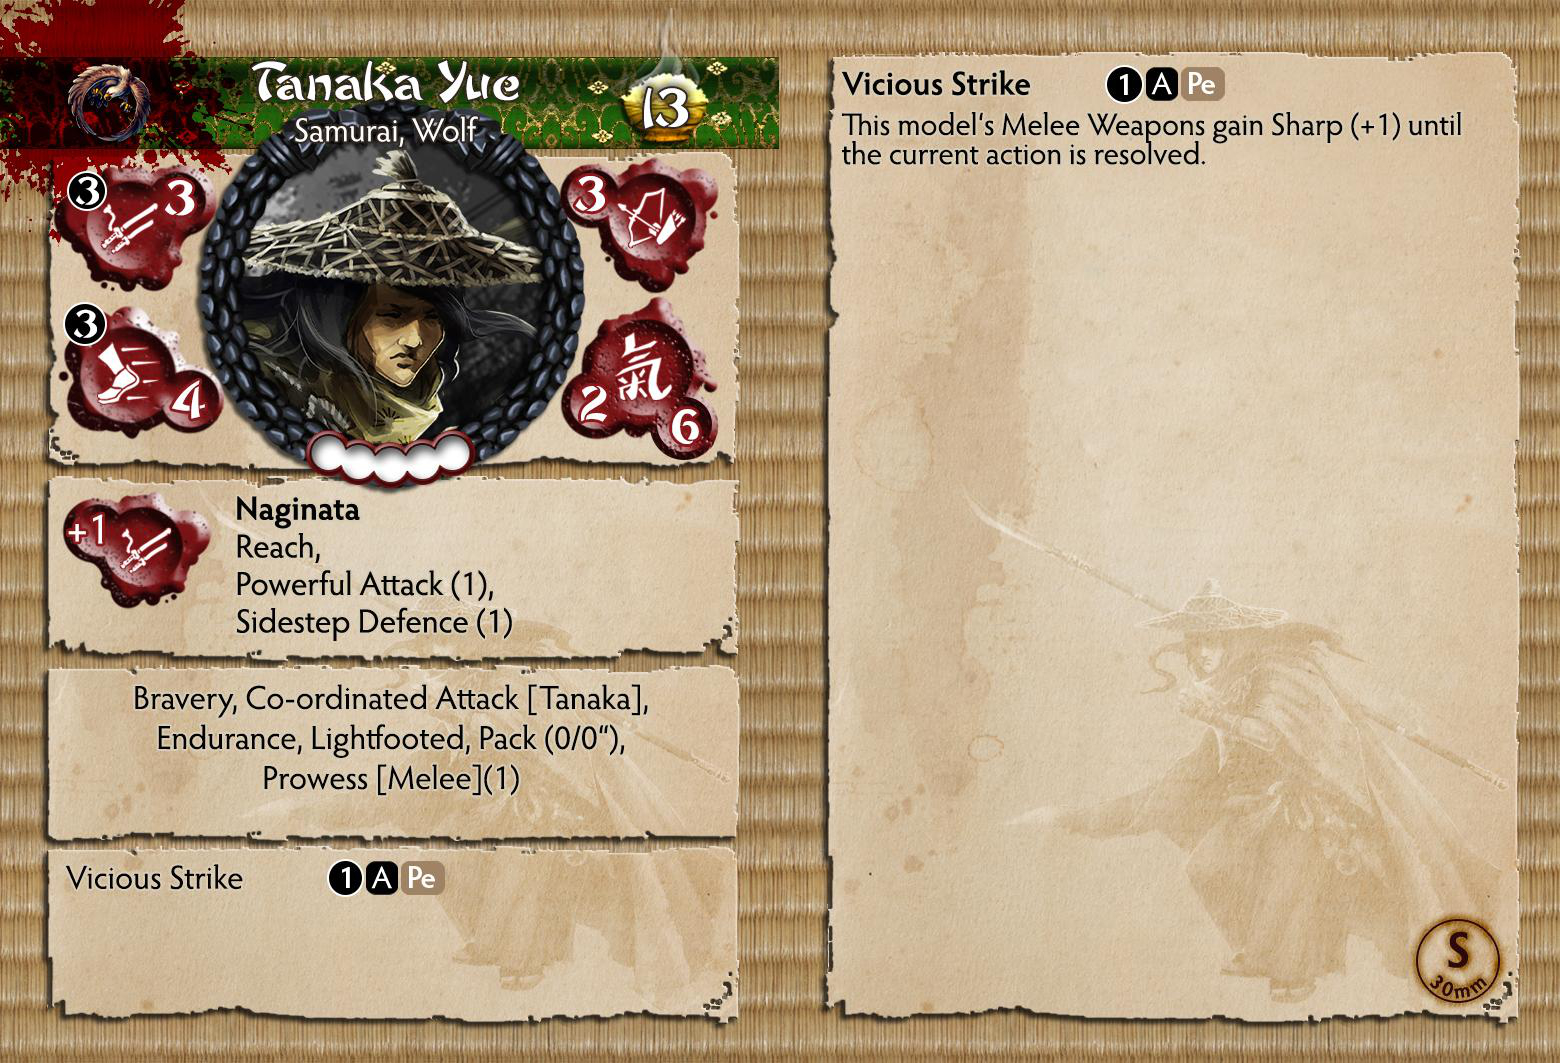 Tanaka Yue
13
Samurai, Wolf
3 3
3
3 4
氣
2 6
+1
Naginata
Reach,
Powerful Attack (1),
Sidestep Defence (1)
Bravery, Co-ordinated Attack [Tanaka],
Endurance, Lightfooted, Pack (0/0“),
Prowess [Melee](1)
Vicious Strike 1 A Pe
Vicious Strike 1 A Pe
This model's Melee Weapons gain Sharp (+1) until
the current action is resolved.
S
30mm